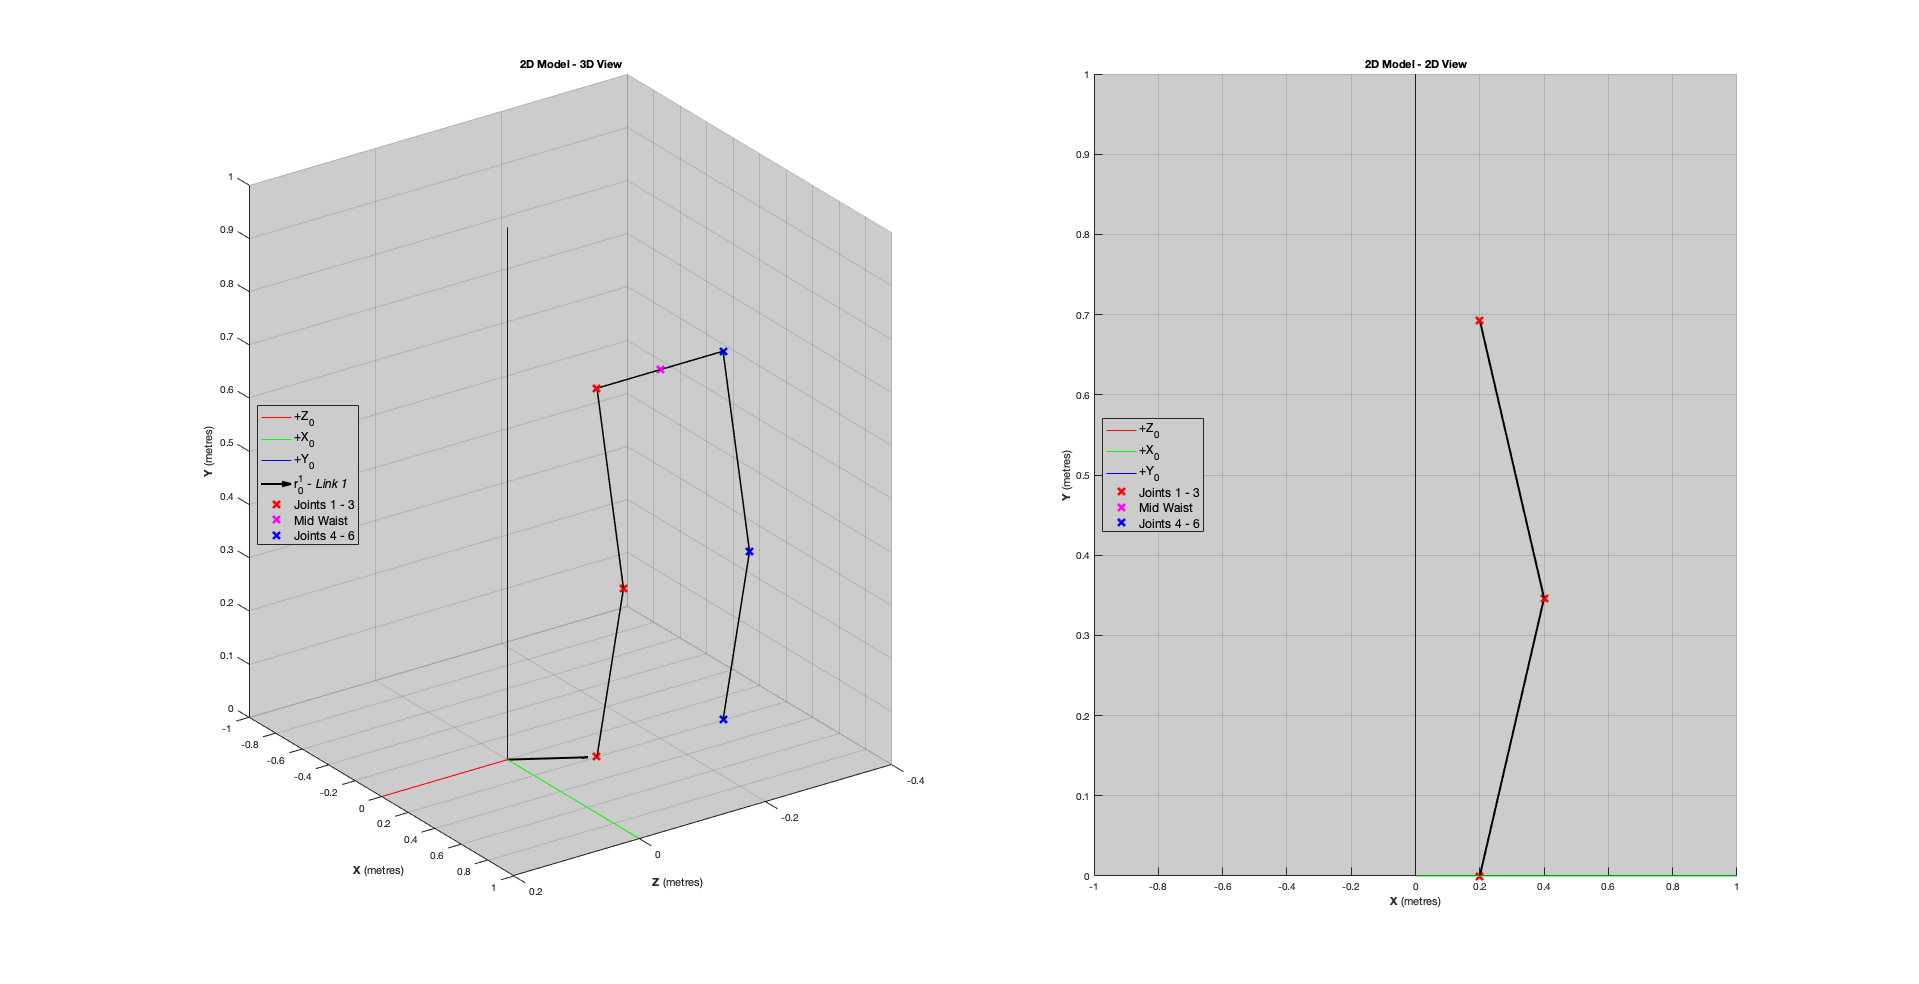 2D Model - 3D View
1
0.9
0.8
0.7
0.6
0.5
0.4
0.3
0.2
0.1
0
Y (metres)
-1
-0.8
-0.6
-0.4
-0.2
0
0.2
0.4
0.6
0.8
1
X (metres)
0.2
0
-0.2
-0.4
Z (metres)
+Z0
+X0
+Y0
r01 - Link 1
Joints 1 - 3
Mid Waist
Joints 4 - 6
2D Model - 2D View
1
0.9
0.8
0.7
0.6
0.5
0.4
0.3
0.2
0.1
0
Y (metres)
-1
-0.8
-0.6
-0.4
-0.2
0
0.2
0.4
0.6
0.8
1
X (metres)
+Z0
+X0
+Y0
Joints 1 - 3
Mid Waist
Joints 4 - 6